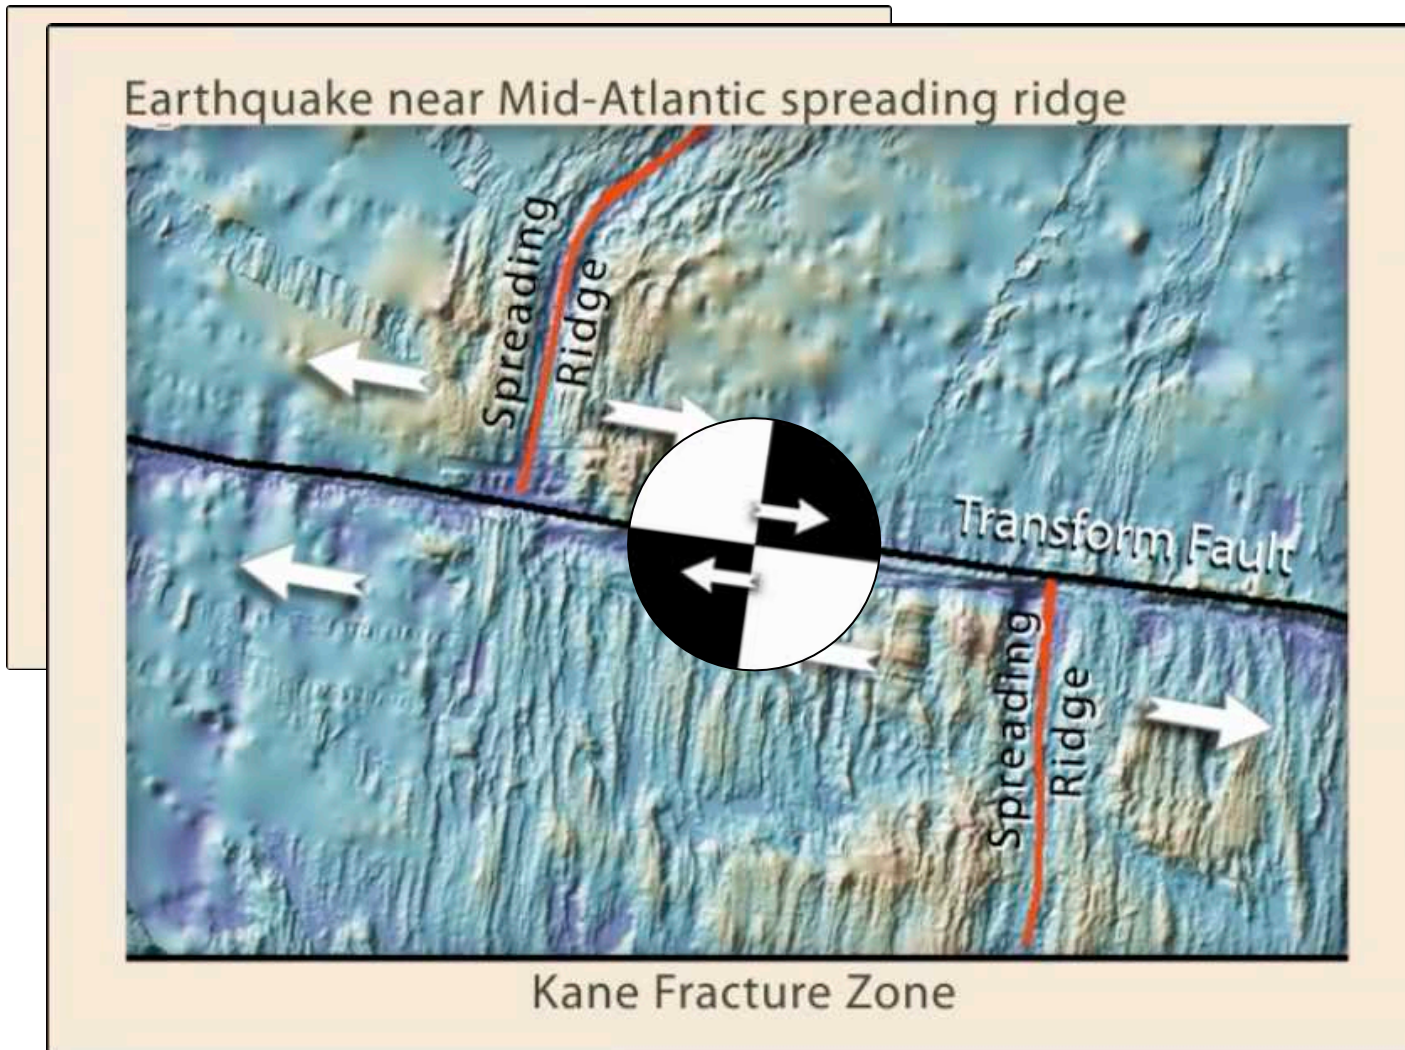 Earthquake near Mid-Atlantic spreading ridge
Spreading
Ridge
Transform Fault
Spreading
Ridge
Kane Fracture Zone